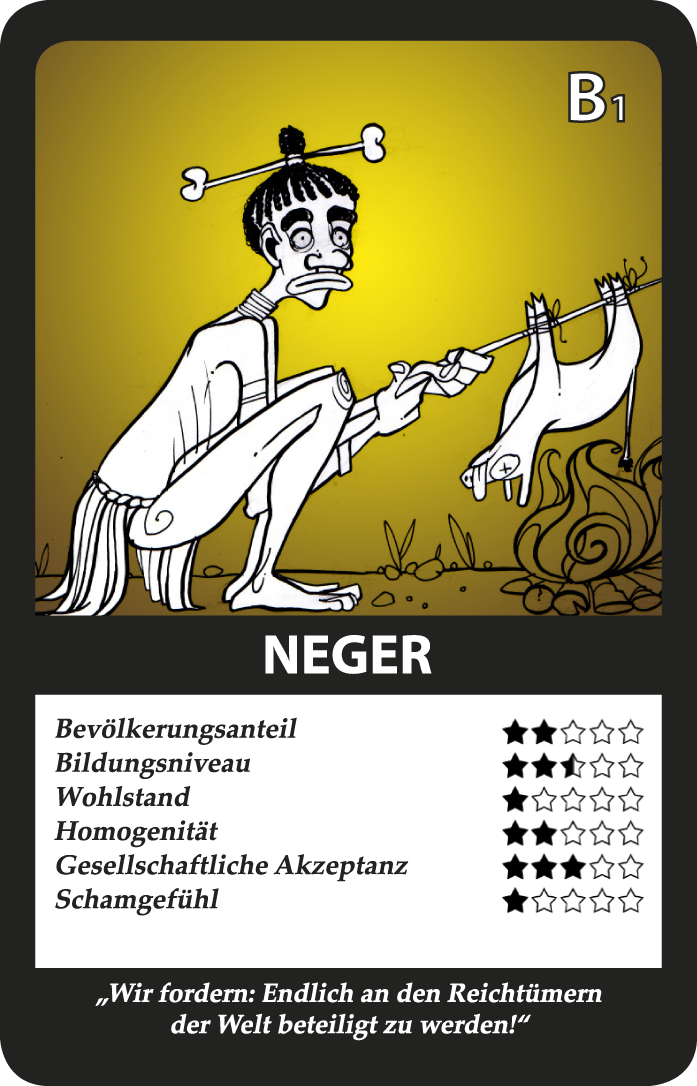 B1
NEGER
Bevölkerungsanteil
Bildungsniveau
Wohlstand
Homogenität
Gesellschaftliche Akzeptanz
Schamgefühl
„Wir fordern: Endlich an den Reichtümern
der Welt beteiligt zu werden!“